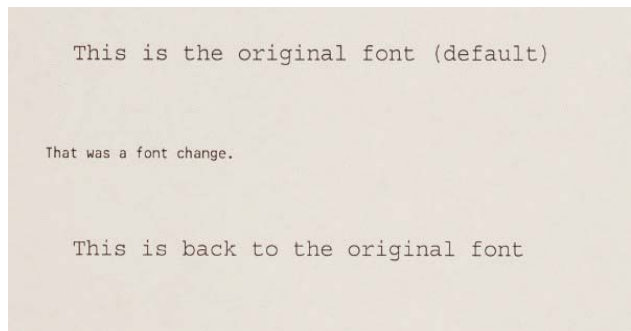 This is the original font (default)
That was a font change.
This is back to the original font